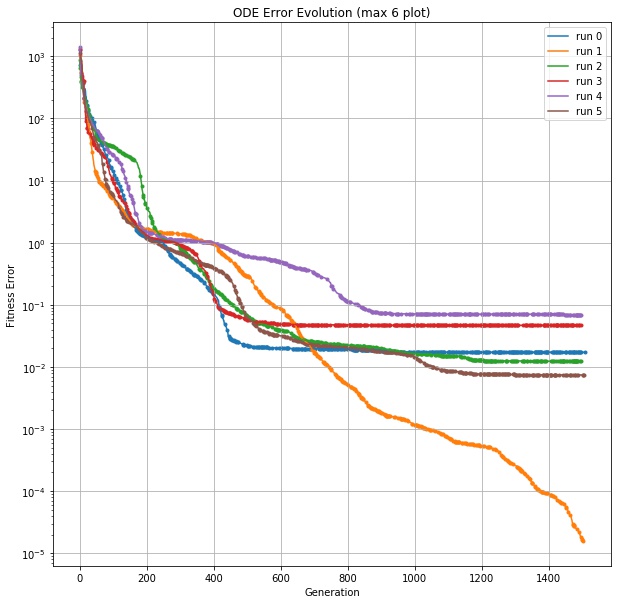 ODE Error Evolution (max 6 plot)
run 0
run 1
run 2
run 3
run 4
run 5
Fitness Error
10³
10²
10¹
10⁰
10⁻¹
10⁻²
10⁻³
10⁻⁴
10⁻⁵
0 200 400 600 800 1000 1200 1400
Generation